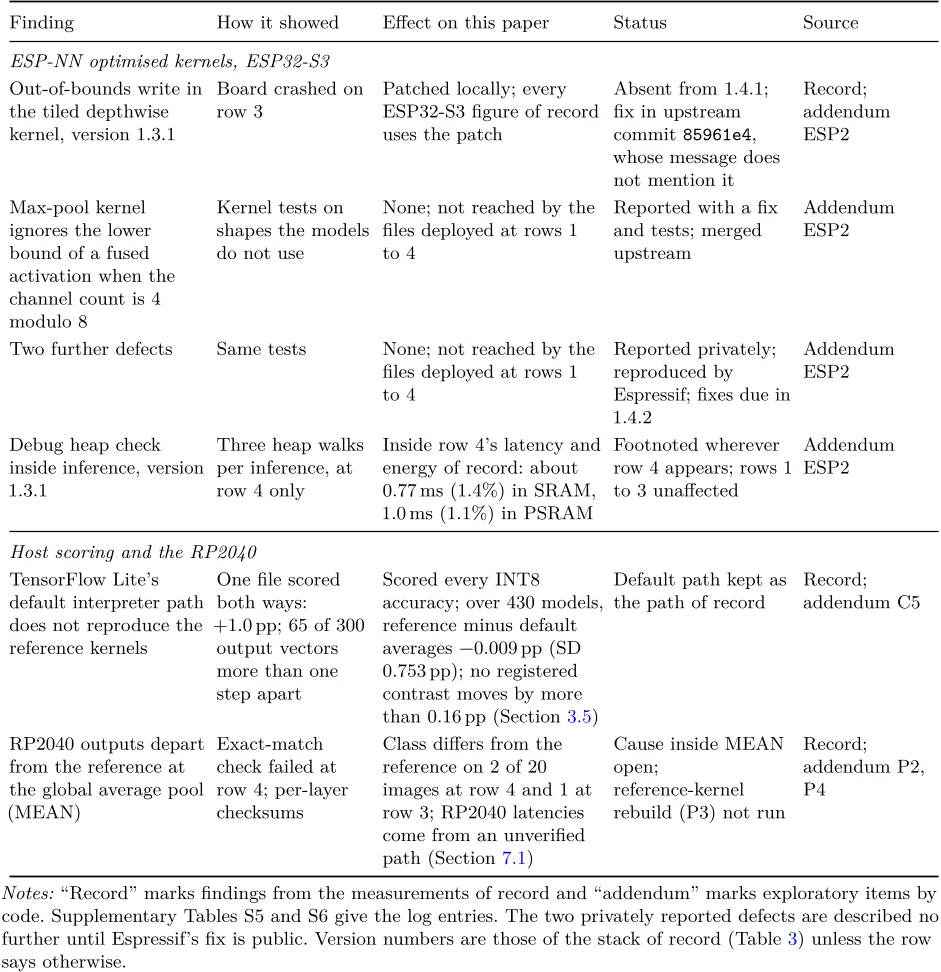 Finding How it showed Effect on this paper Status Source
ESP-NN optimised kernels, ESP32-S3
Out-of-bounds write in Board crashed on Patched locally; every Absent from 1.4.1; Record;
the tiled depthwise row 3 ESP32-S3 figure of record fix in upstream addendum
kernel, version 1.3.1 uses the patch commit 85961e4, ESP2
whose message does
not mention it
Max-pool kernel Kernel tests on None; not reached by the Reported with a fix Addendum
ignores the lower shapes the models files deployed at rows 1 and tests; merged ESP2
bound of a fused do not use to 4 upstream
activation when the
channel count is 4
modulo 8
Two further defects Same tests None; not reached by the Reported privately; Addendum
files deployed at rows 1 reproduced by ESP2
to 4 Espressif; fixes due in
1.4.2
Debug heap check Three heap walks Inside row 4's latency and Footnoted wherever Addendum
inside inference, version per inference, at energy of record: about row 4 appears; rows 1 ESP2
1.3.1 row 4 only 0.77 ms (1.4%) in SRAM, to 3 unaffected
1.0 ms (1.1%) in PSRAM
Host scoring and the RP2040
TensorFlow Lite's One file scored Scored every INT8 Default path kept as Record;
default interpreter path both ways: accuracy; over 430 models, the path of record addendum C5
does not reproduce the +1.0 pp; 65 of 300 reference minus default
reference kernels output vectors averages −0.009 pp (SD
more than one 0.753 pp); no registered
step apart contrast moves by more
than 0.16 pp (Section 3.5)
RP2040 outputs depart Exact-match Class differs from the Cause inside MEAN Record;
from the reference at check failed at reference on 2 of 20 open; addendum P2,
the global average pool row 4; per-layer images at row 4 and 1 at reference-kernel P4
(MEAN) checksums row 3; RP2040 latencies rebuild (P3) not run
come from an unverified
path (Section 7.1)
Notes: “Record” marks findings from the measurements of record and “addendum” marks exploratory items by
code. Supplementary Tables S5 and S6 give the log entries. The two privately reported defects are described no
further until Espressif's fix is public. Version numbers are those of the stack of record (Table 3) unless the row
says otherwise.